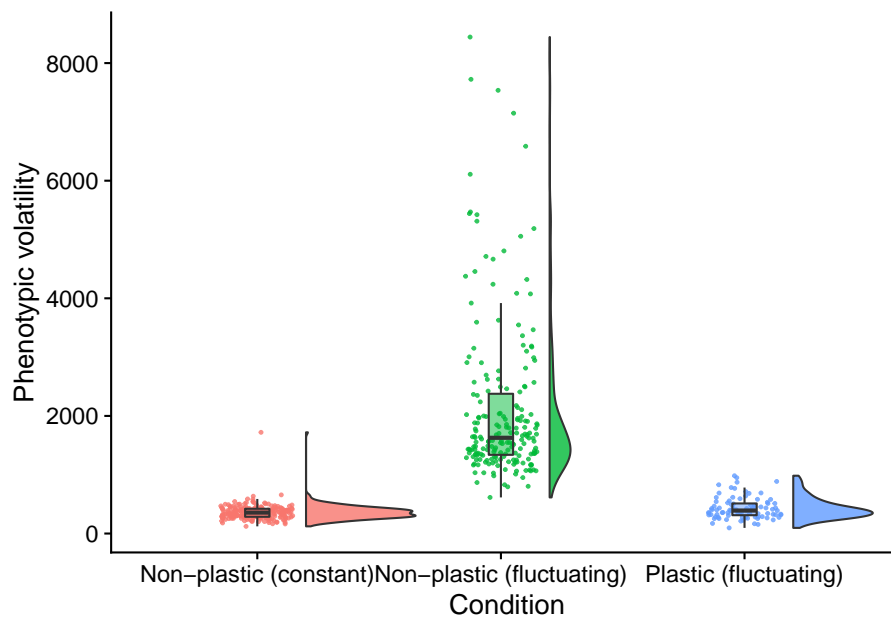 Phenotypic volatility
8000
6000
4000
2000
0
Non−plastic (constant)
Non−plastic (fluctuating)
Plastic (fluctuating)
Condition